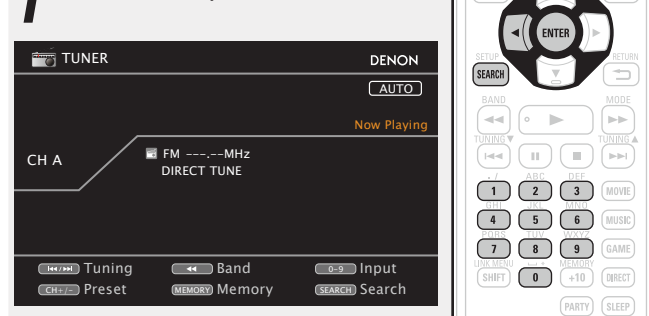 TUNER
DENON
AUTO
Now Playing
CH A
FM ---.--MHz
DIRECT TUNE
Tuning
Band
0-9 Input
CH+/- Preset
MEMORY Memory
SEARCH Search
ENTER
SETUP
RETURN
SEARCH
BAND
MODE
TUNING▼
TUNING▲
. /
ABC
DEF
1
2
3
MOVIE
GHI
JKL
MNO
4
5
6
MUSIC
PQRS
TUV
WXYZ
7
8
9
GAME
LINK MENU
MEMORY
SHIFT
0
+10
DIRECT
PARTY
SLEEP